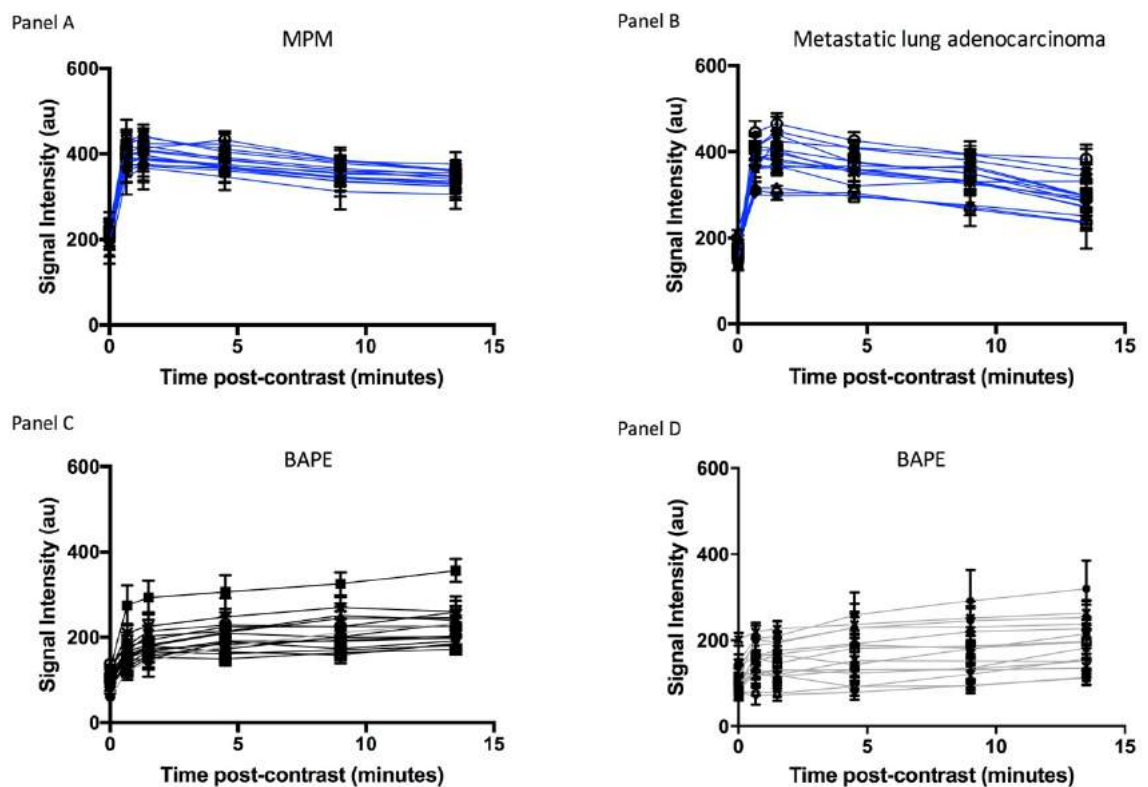 Panel A
MPM
Signal Intensity (au)
600
400
200
0
0 5 10 15
Time post-contrast (minutes)
Panel B
Metastatic lung adenocarcinoma
Signal Intensity (au)
600
400
200
0
0 5 10 15
Time post-contrast (minutes)
Panel C
BAPE
Signal Intensity (au)
600
400
200
0
0 5 10 15
Time post-contrast (minutes)
Panel D
BAPE
Signal Intensity (au)
600
400
200
0
0 5 10 15
Time post-contrast (minutes)